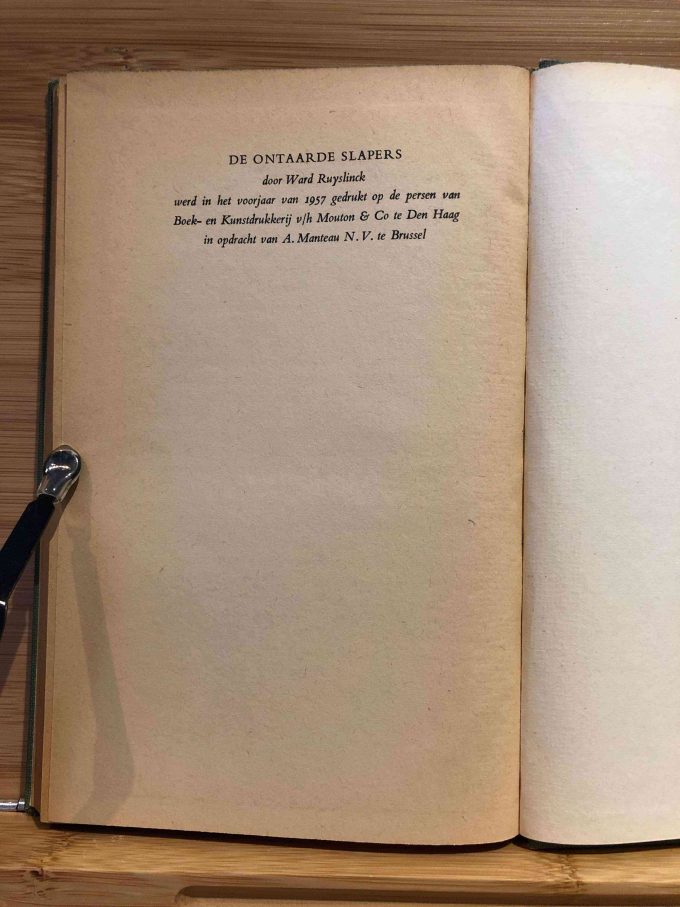 DE ONTAARDE SLAPERS
door Ward Ruyslinck
werd in het voorjaar van 1957 gedrukt op de persen van
Boek- en Kunstdrukkerij v/h Mouton & Co te Den Haag
in opdracht van A. Manteau N. V. te Brussel